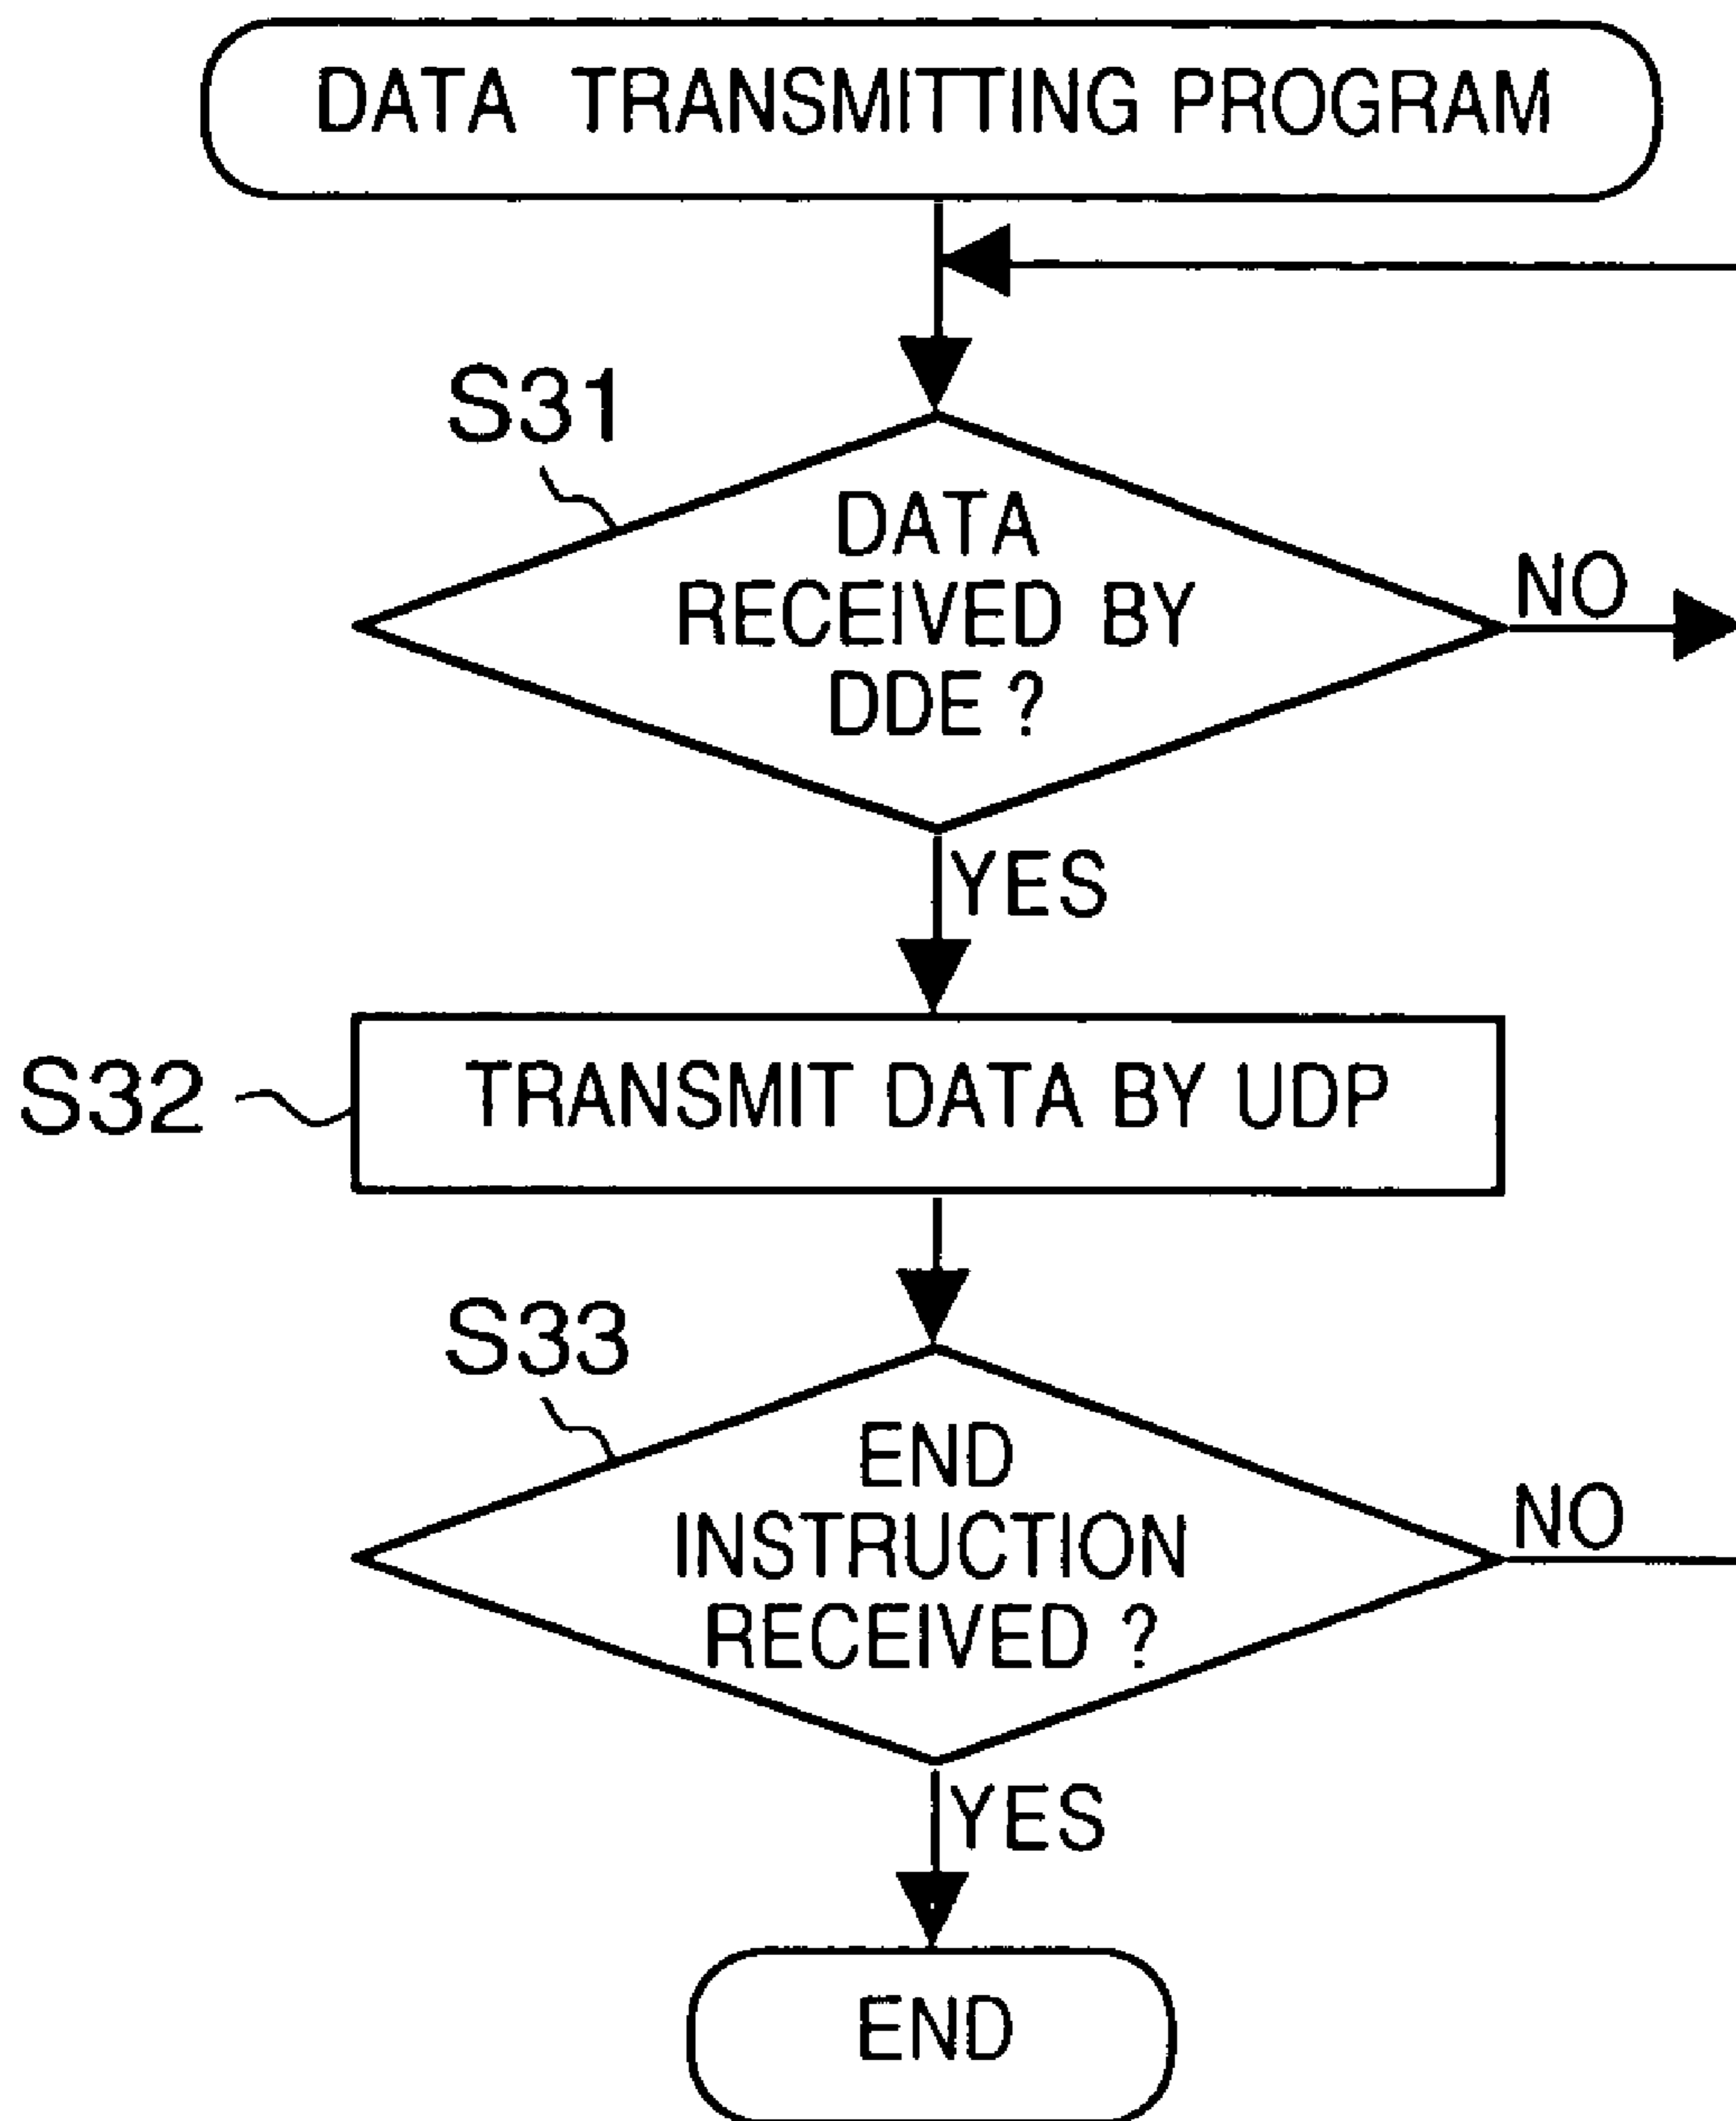 DATA TRANSMITTING PROGRAM
S31
DATA
RECEIVED BY
DDE ?
NO
YES
S32
TRANSMIT DATA BY UDP
S33
END
INSTRUCTION
RECEIVED ?
NO
YES
END